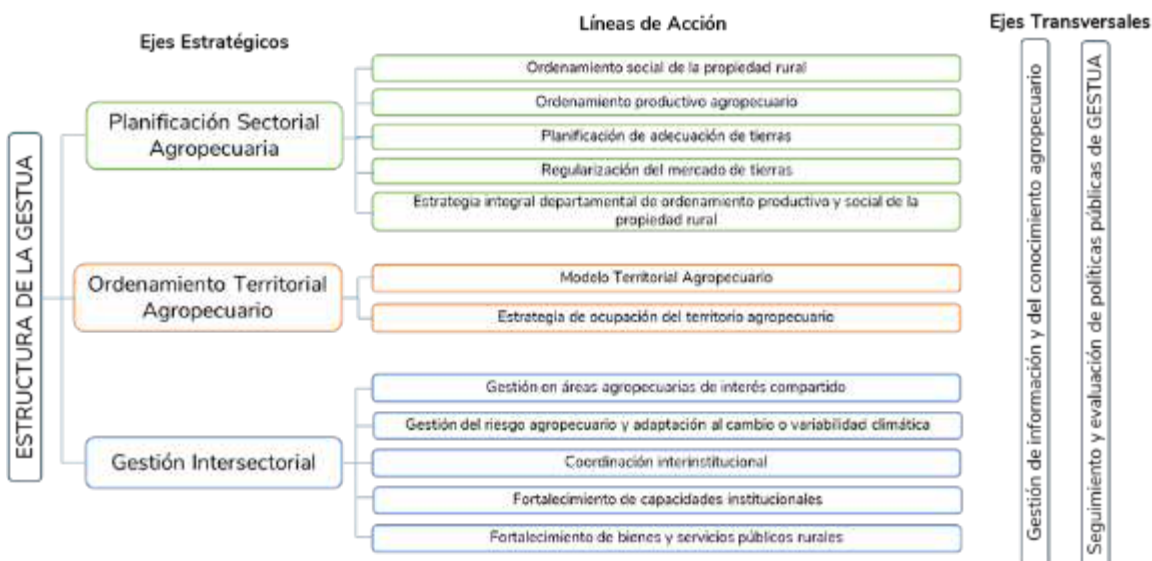 Ejes Estratégicos
Líneas de Acción
Ejes Transversales
ESTRUCTURA DE LA GESTUA
Planificación Sectorial
Agropecuaria
Ordenamiento social de la propiedad rural
Ordenamiento productivo agropecuario
Planificación de adecuación de tierras
Regularización del mercado de tierras
Estrategia integral departamental de ordenamiento productivo y social de la
propiedad rural
Ordenamiento Territorial
Agropecuario
Modelo Territorial Agropecuario
Estrategia de ocupación del territorio agropecuario
Gestión Intersectorial
Gestión en áreas agropecuarias de interés compartido
Gestión del riesgo agropecuario y adaptación al cambio o variabilidad climática
Coordinación interinstitucional
Fortalecimiento de capacidades institucionales
Fortalecimiento de bienes y servicios públicos rurales
Gestión de información y del conocimiento agropecuario
Seguimiento y evaluación de políticas públicas de GESTUA